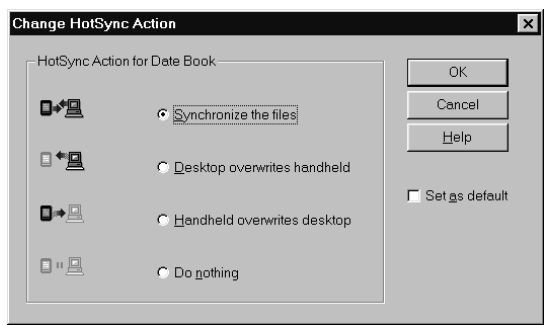 Change HotSync Action
HotSync Action for Date Book
Synchronize the files
Desktop overwrites handheld
Handheld overwrites desktop
Do nothing
OK
Cancel
Help
Set as default